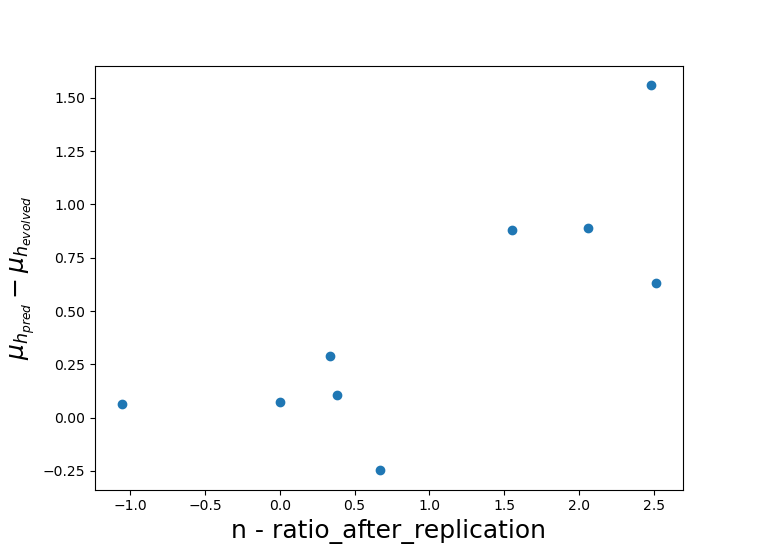 1.50
1.25
1.00
0.75
0.50
0.25
0.00
−0.25
−1.0 −0.5 0.0 0.5 1.0 1.5 2.0 2.5
n - ratio_after_replication
μ_{h_{pred}} − μ_{h_{evolved}}